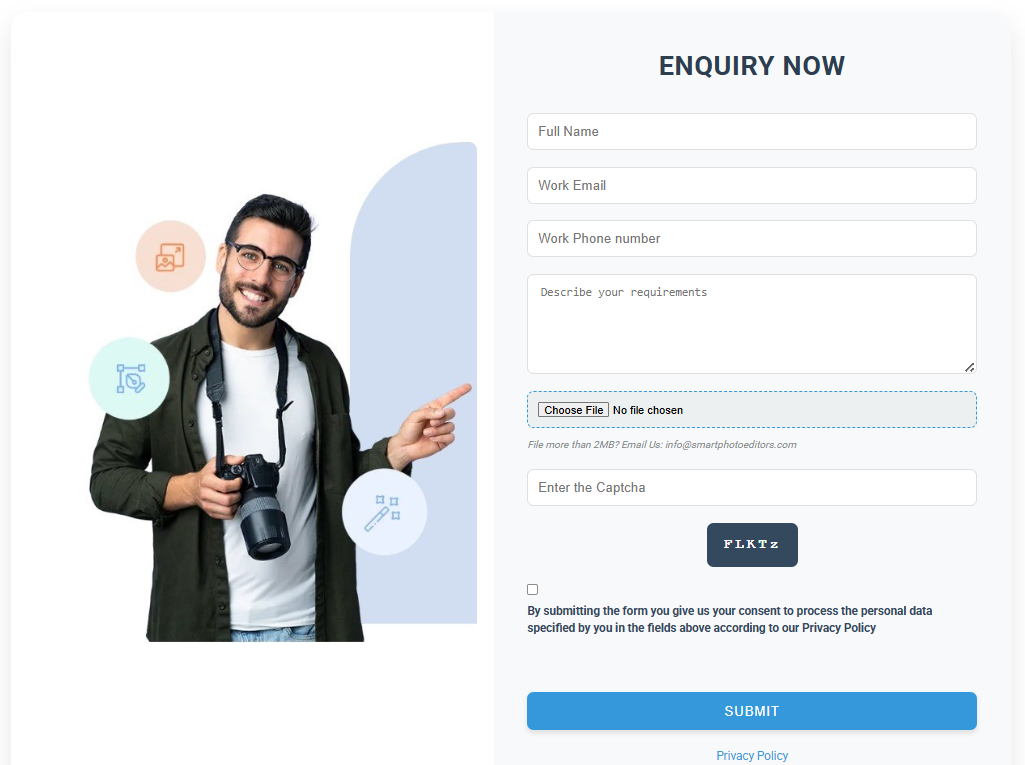 ENQUIRY NOW
Full Name
Work Email
Work Phone number
Describe your requirements
Choose File No file chosen
File more than 2MB? Email Us: info@smartphotoeditors.com
Enter the Captcha
FLKTz
By submitting the form you give us your consent to process the personal data
specified by you in the fields above according to our Privacy Policy
SUBMIT
Privacy Policy